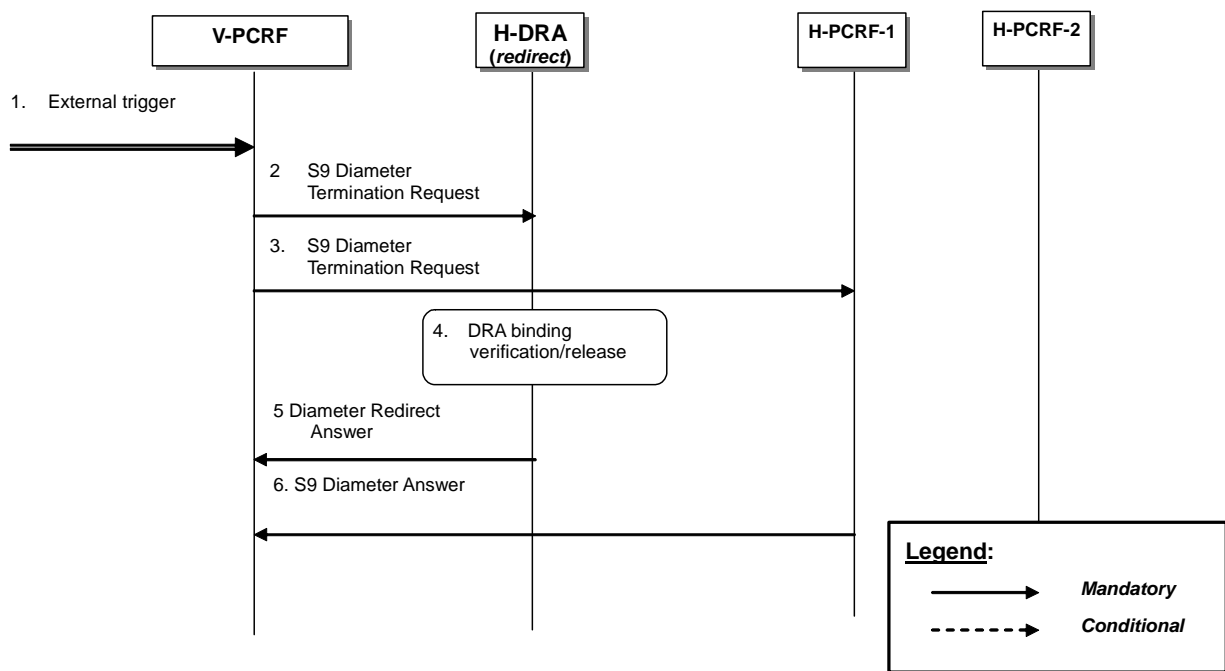 V-PCRF
H-DRA
(redirect)
H-PCRF-1
H-PCRF-2
1. External trigger
2 S9 Diameter
Termination Request
3. S9 Diameter
Termination Request
4. DRA binding
verification/release
5 Diameter Redirect
Answer
6. S9 Diameter Answer
Legend:
Mandatory
Conditional